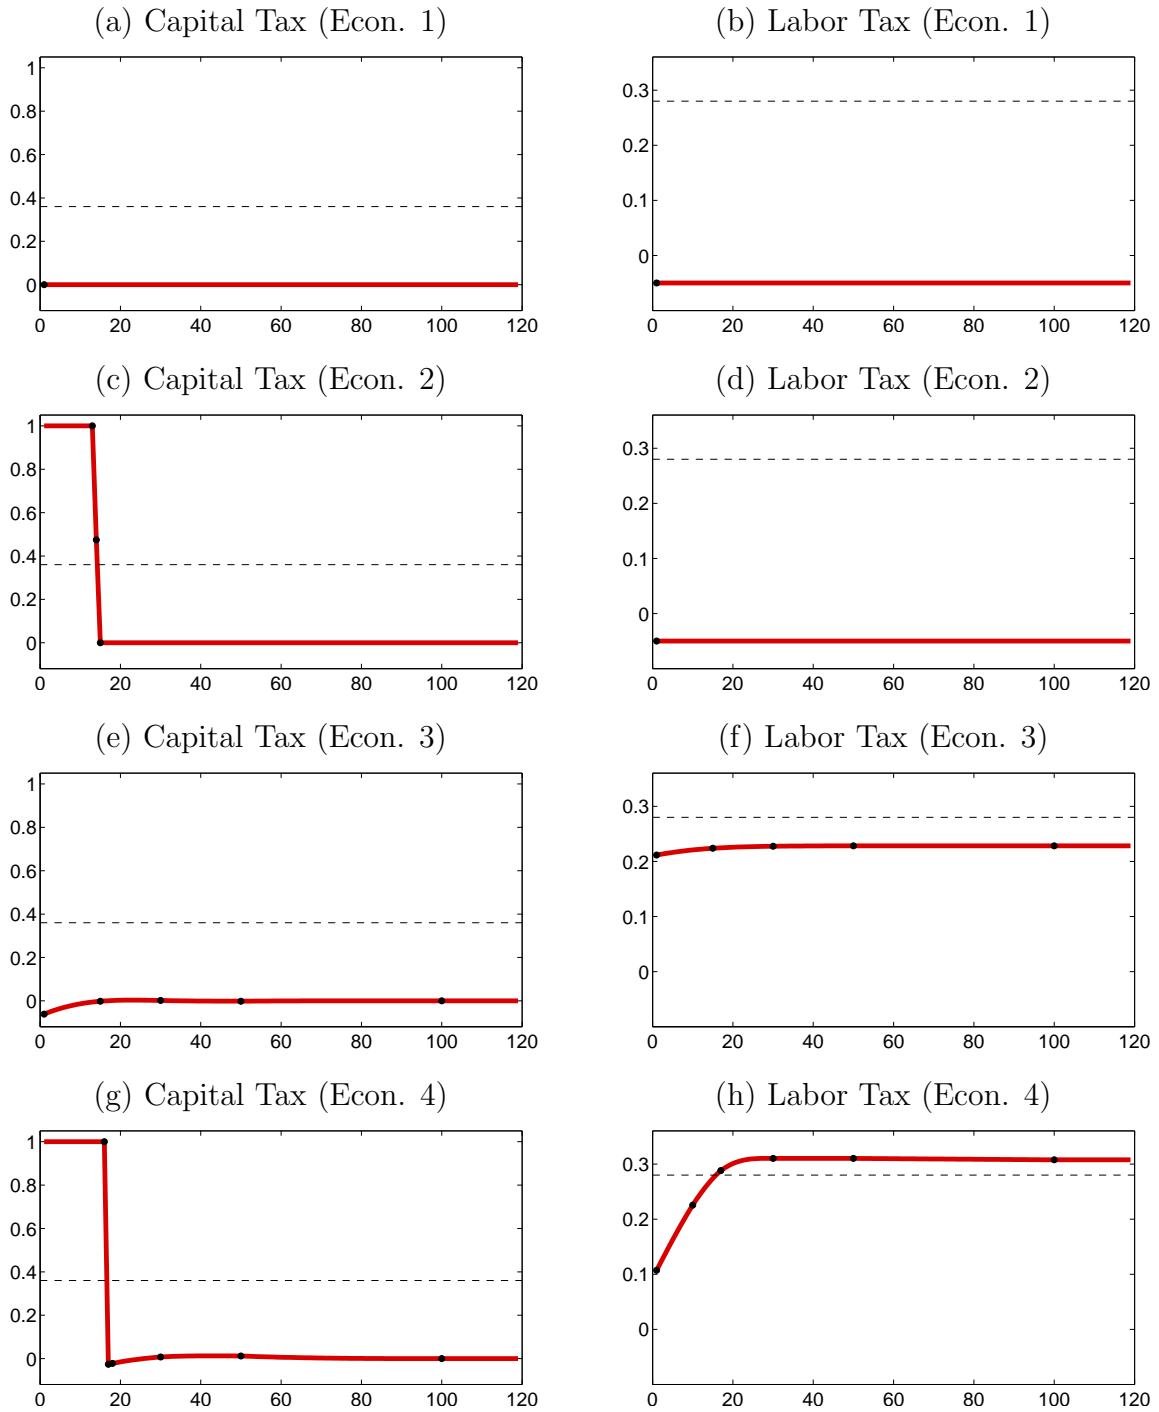 (a) Capital Tax (Econ. 1)
(b) Labor Tax (Econ. 1)
1
0.8
0.6
0.4
0.2
0
0 20 40 60 80 100 120
0.3
0.2
0.1
0
0 20 40 60 80 100 120
(c) Capital Tax (Econ. 2)
(d) Labor Tax (Econ. 2)
1
0.8
0.6
0.4
0.2
0
0 20 40 60 80 100 120
0.3
0.2
0.1
0
0 20 40 60 80 100 120
(e) Capital Tax (Econ. 3)
(f) Labor Tax (Econ. 3)
1
0.8
0.6
0.4
0.2
0
0 20 40 60 80 100 120
0.3
0.2
0.1
0
0 20 40 60 80 100 120
(g) Capital Tax (Econ. 4)
(h) Labor Tax (Econ. 4)
1
0.8
0.6
0.4
0.2
0
0 20 40 60 80 100 120
0.3
0.2
0.1
0
0 20 40 60 80 100 120